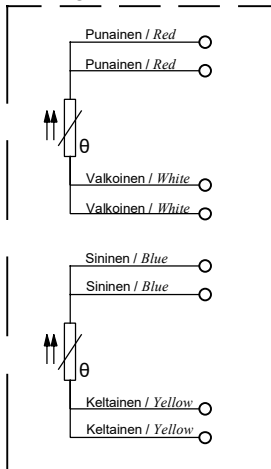 Punainen / Red
Punainen / Red
θ
Valkoinen / White
Valkoinen / White
Sininen / Blue
Sininen / Blue
θ
Keltainen / Yellow
Keltainen / Yellow